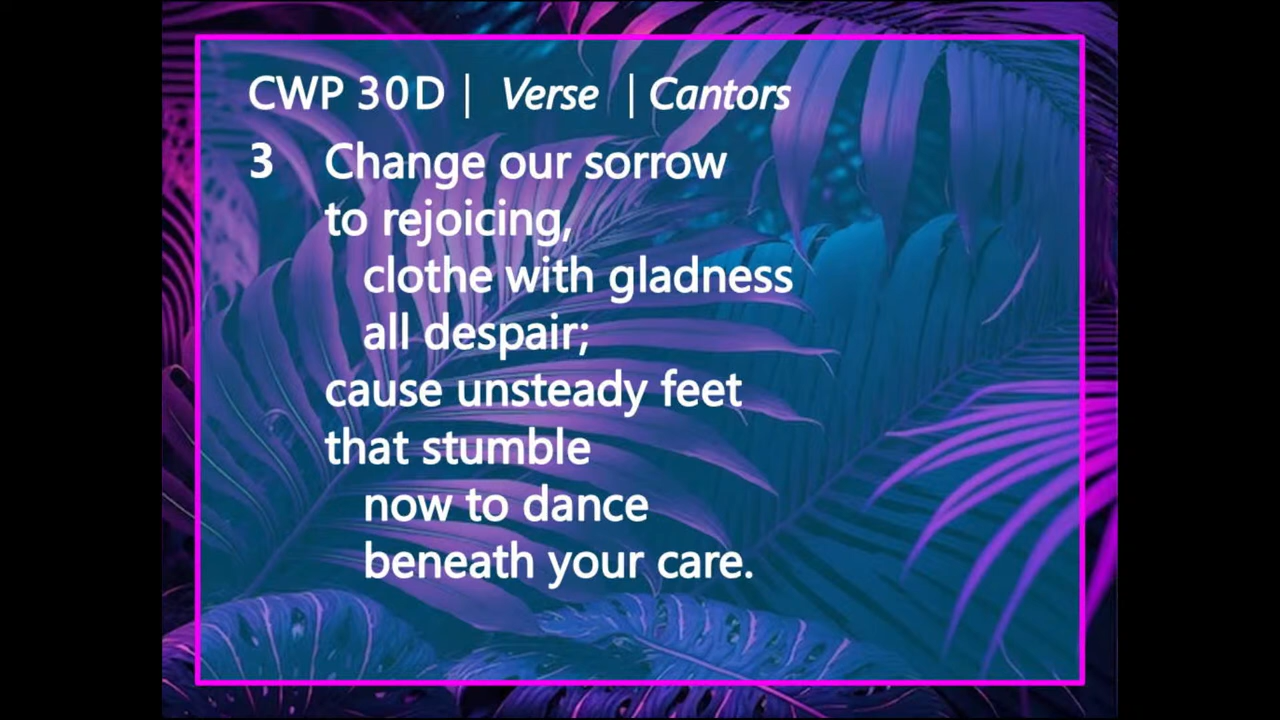 CWP 30D | Verse | Cantors
3 Change our sorrow
to rejoicing,
clothe with gladness
all despair;
cause unsteady feet
that stumble
now to dance
beneath your care.